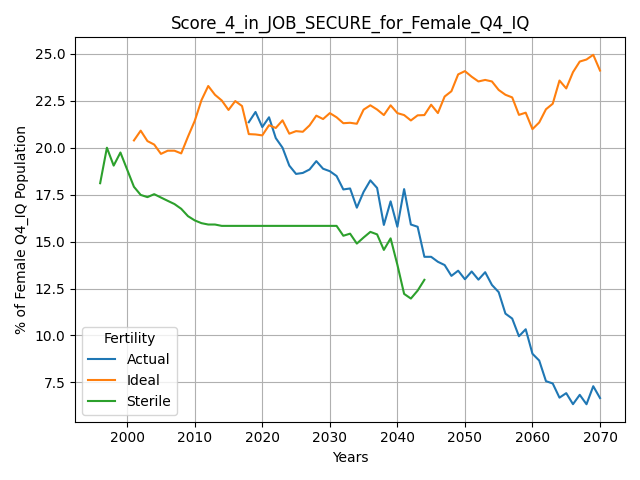 Score_4_in_JOB_SECURE_for_Female_Q4_IQ
% of Female Q4_IQ Population
25.0
22.5
20.0
17.5
15.0
12.5
10.0
7.5
Fertility
Actual
Ideal
Sterile
2000 2010 2020 2030 2040 2050 2060 2070
Years